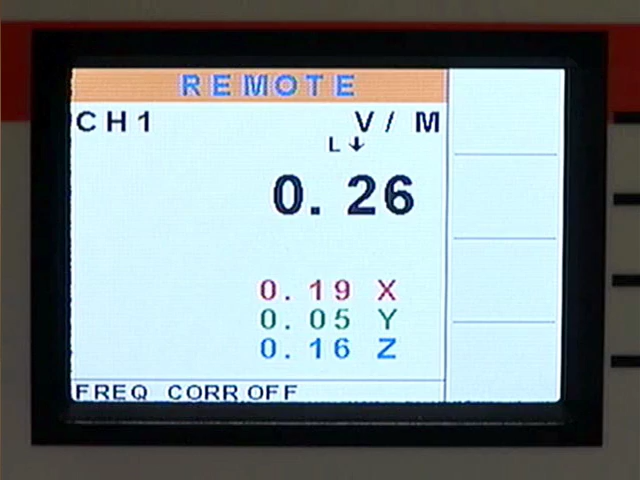 REMOTE
CH1 V/M
L↓
0.26
0.19 X
0.05 Y
0.16 Z
FREQ CORR OFF